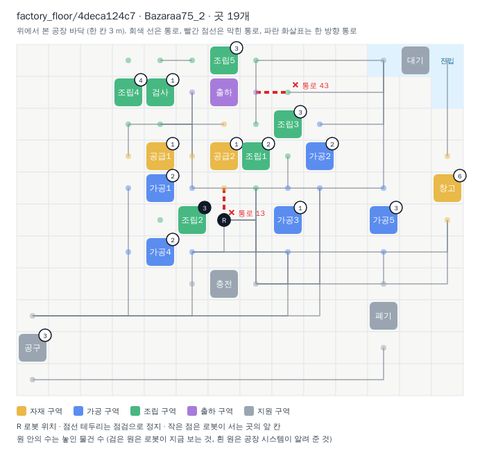 factory_floor/4deca124c7 · Bazaraa75_2 · 곳 19개
위에서 본 공장 바닥 (한 칸 3 m). 회색 선은 통로, 빨간 점선은 막힌 통로, 파란 화살표는 한 방향 통로
조립5 3 대기 진입
조립4 4 검사 1 출하 ✕ 통로 43
조립3 3
공급1 1 공급2 1 조립1 2 가공2 2
가공1 2 창고 6
조립2 3 R ✕ 통로 13 가공3 1 가공5 3
가공4 2
충전
폐기
공구 3
자재 구역 가공 구역 조립 구역 출하 구역 지원 구역
R 로봇 위치 · 점선 테두리는 점검으로 정지 · 작은 점은 로봇이 서는 곳의 앞 칸
원 안의 수는 놓인 물건 수 (검은 원은 로봇이 지금 보는 것, 흰 원은 공장 시스템이 알려 준 것)